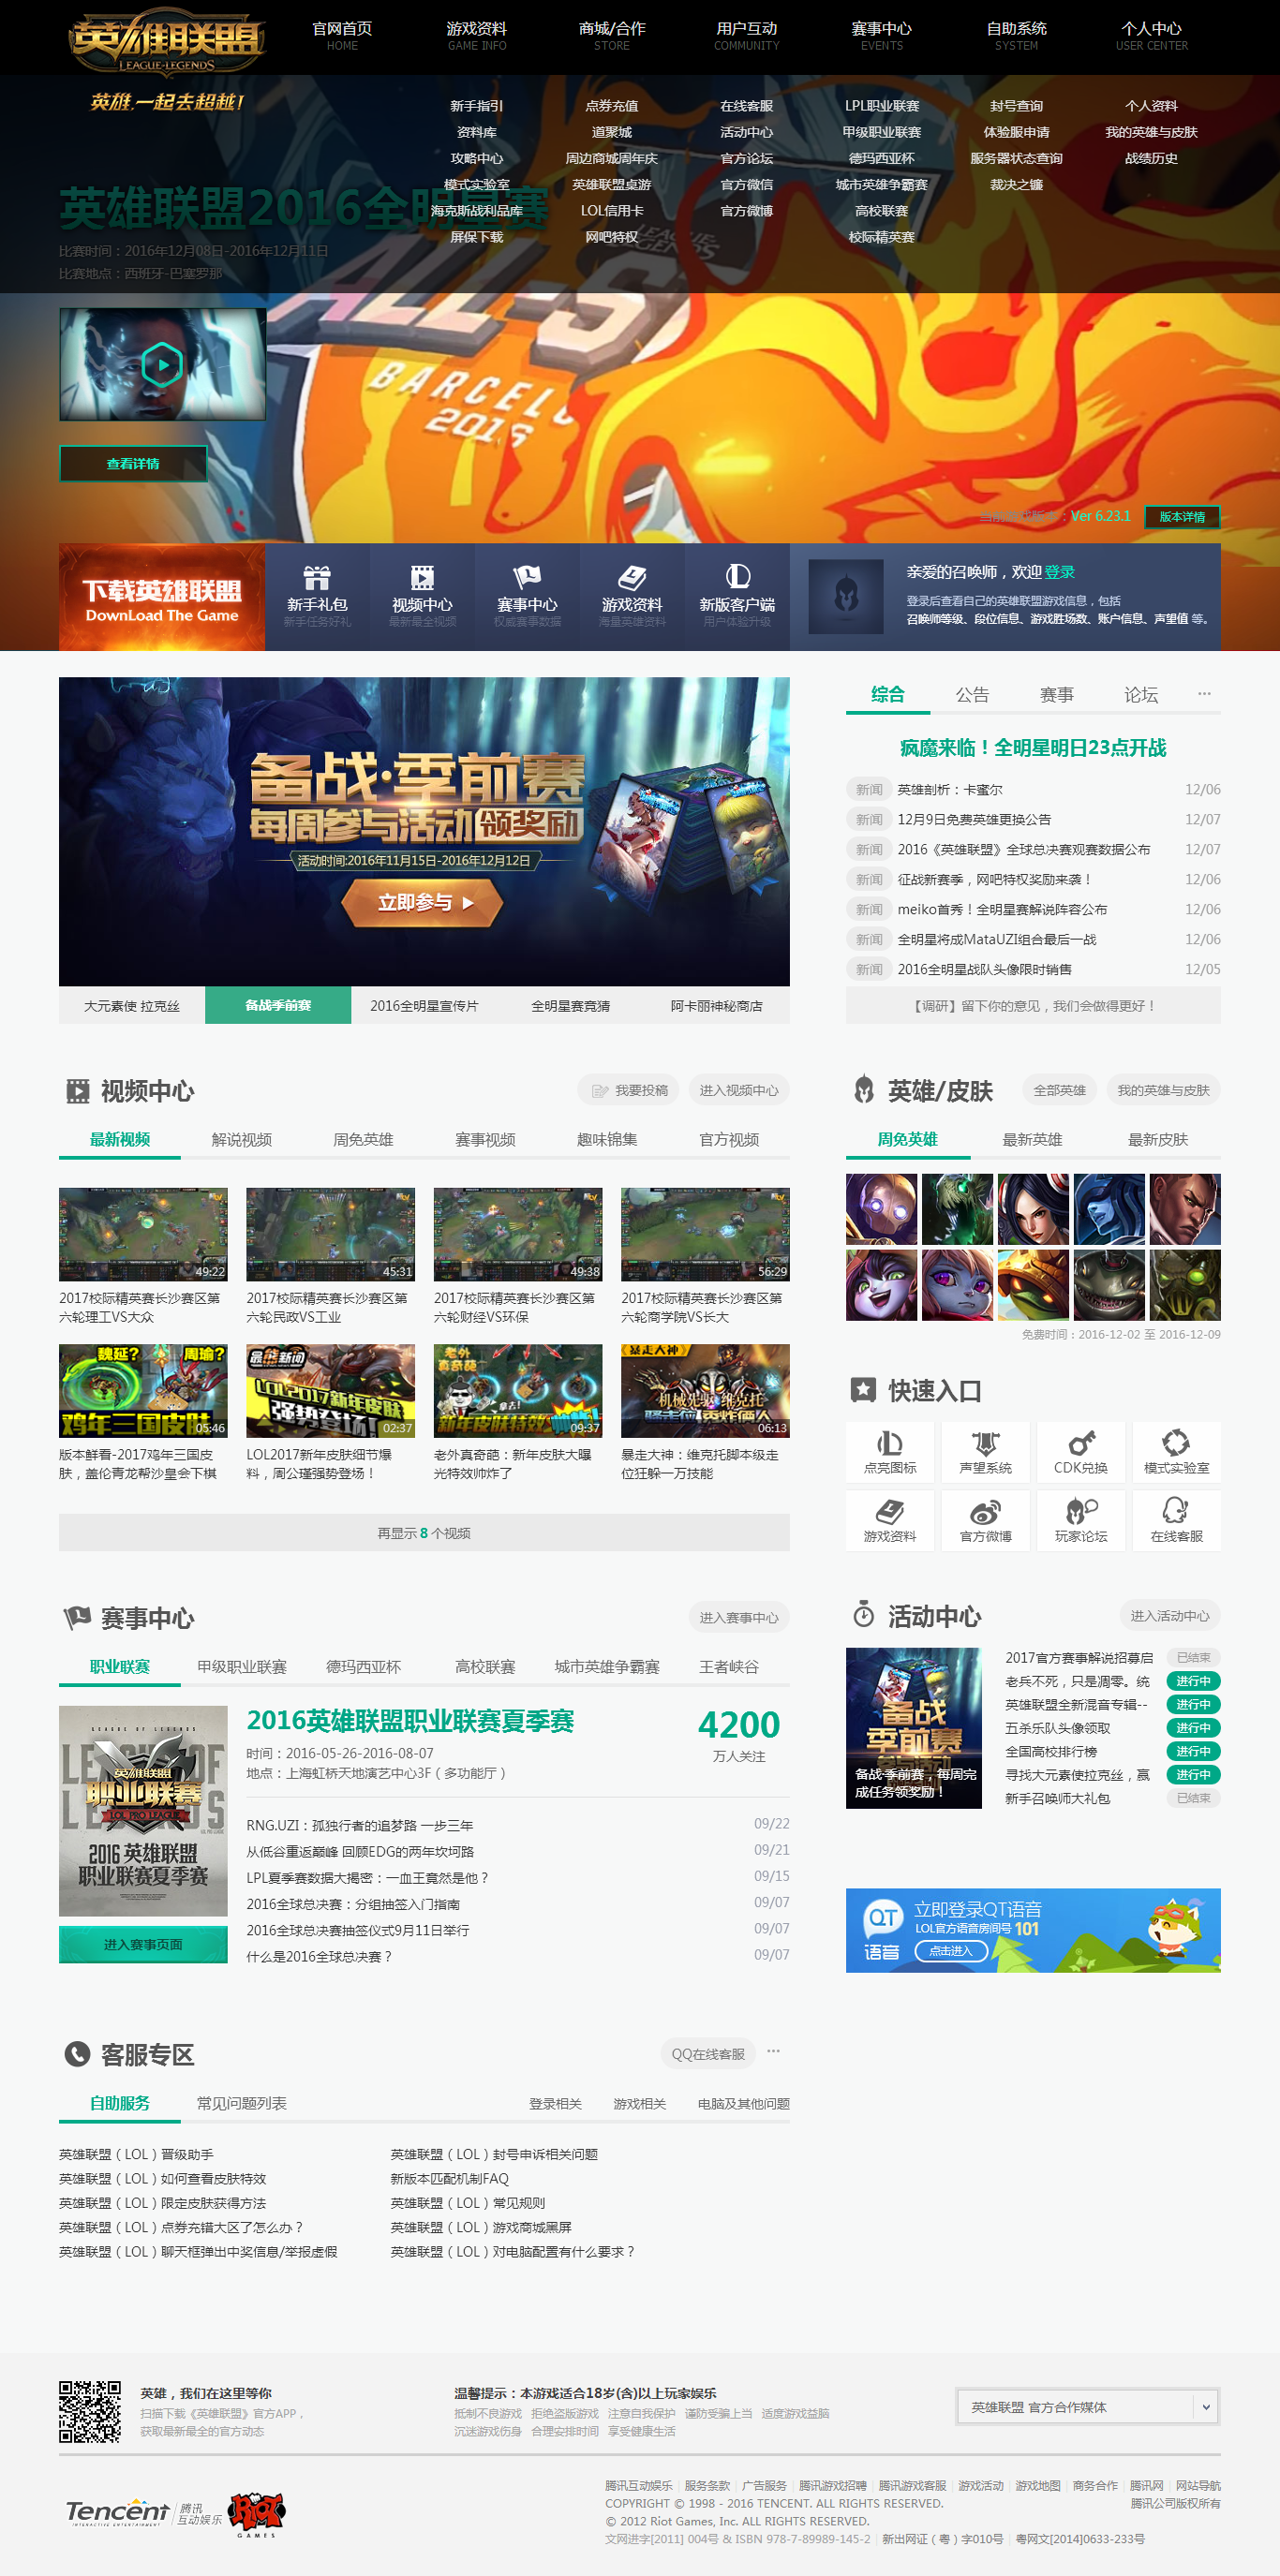 英雄联盟
LEAGUE of LEGENDS
英雄,一起去超越!
官网首页 游戏资料 商城/合作 用户互动 赛事中心 自助系统 个人中心
HOME GAME INFO STORE COMMUNITY EVENTS SYSTEM USER CENTER
新手指引 点券充值 在线客服 LPL职业联赛 封号查询 个人资料
资料库 道聚城 活动中心 甲级职业联赛 体验服申请 我的英雄与皮肤
攻略中心 周边商城周年庆 官方论坛 德玛西亚杯 服务器状态查询 战绩历史
模式实验室 英雄联盟桌游 官方微信 城市英雄争霸赛 裁决之镰
海克斯战利品库 LOL信用卡 官方微博 高校联赛
屏保下载 网吧特权 校际精英赛
英雄联盟2016全明星赛
比赛时间：2016年12月08日-2016年12月11日
比赛地点：西班牙-巴塞罗那
BARCELO
2016
查看详情
当前游戏版本：Ver 6.23.1 版本详情
下载英雄联盟
DownLoad The Game
新手礼包 视频中心 赛事中心 游戏资料 新版客户端
新手任务好礼 最新最全视频 权威赛事数据 海量英雄资料 用户体验升级
亲爱的召唤师，欢迎 登录
登录后查看自己的英雄联盟游戏信息，包括
召唤师等级、段位信息、游戏胜场数、账户信息、声望值 等。
备战·季前赛
每周参与活动领奖励
活动时间:2016年11月15日-2016年12月12日
立即参与
大元素使 拉克丝 备战季前赛 2016全明星宣传片 全明星赛竞猜 阿卡丽神秘商店
综合 公告 赛事 论坛 ···
疯魔来临！全明星明日23点开战
新闻 英雄剖析：卡蜜尔 12/06
新闻 12月9日免费英雄更换公告 12/07
新闻 2016《英雄联盟》全球总决赛观赛数据公布 12/07
新闻 征战新赛季，网吧特权奖励来袭！ 12/06
新闻 meiko首秀！全明星赛解说阵容公布 12/06
新闻 全明星将成MataUZI组合最后一战 12/06
新闻 2016全明星战队头像限时销售 12/05
【调研】留下你的意见，我们会做得更好！
视频中心 我要投稿 进入视频中心
最新视频 解说视频 周免英雄 赛事视频 趣味锦集 官方视频
49:22 45:31 49:38 56:29
2017校际精英赛长沙赛区第六轮理工VS大众
2017校际精英赛长沙赛区第六轮民政VS工业
2017校际精英赛长沙赛区第六轮财经VS环保
2017校际精英赛长沙赛区第六轮商学院VS长大
魏延？ 周瑜？
鸡年三国皮肤 05:46
最热新闻
LOL2017新年皮肤
强势登场! 02:37
老外真奇葩
新年皮肤特效 09:37
暴走大神
机械先驱 维克托
06:13
版本鲜看-2017鸡年三国皮肤，盖伦青龙帮沙皇会下棋
LOL2017新年皮肤细节爆料，周公瑾强势登场！
老外真奇葩：新年皮肤大曝光特效帅炸了
暴走大神：维克托脚本级走位狂躲一万技能
再显示 8 个视频
英雄/皮肤 全部英雄 我的英雄与皮肤
周免英雄 最新英雄 最新皮肤
免费时间：2016-12-02 至 2016-12-09
快速入口
点亮图标 声望系统 CDK兑换 模式实验室
游戏资料 官方微博 玩家论坛 在线客服
赛事中心 进入赛事中心
职业联赛 甲级职业联赛 德玛西亚杯 高校联赛 城市英雄争霸赛 王者峡谷
LEAGUE OF LEGENDS
英雄联盟
职业联赛
LOL PRO LEAGUE
2016 英雄联盟
职业联赛夏季赛
进入赛事页面
2016英雄联盟职业联赛夏季赛
时间：2016-05-26-2016-08-07
地点：上海虹桥天地演艺中心3F（多功能厅）
4200
万人关注
RNG.UZI：孤独行者的追梦路 一步三年 09/22
从低谷重返巅峰 回顾EDG的两年坎坷路 09/21
LPL夏季赛数据大揭密：一血王竟然是他？ 09/15
2016全球总决赛：分组抽签入门指南 09/07
2016全球总决赛抽签仪式9月11日举行 09/07
什么是2016全球总决赛？ 09/07
活动中心 进入活动中心
备战
季前赛
备战·季前赛，每周完成任务领奖励！
2017官方赛事解说招募启 已结束
老兵不死，只是凋零。统 进行中
英雄联盟全新混音专辑-- 进行中
五杀乐队头像领取 进行中
全国高校排行榜 进行中
寻找大元素使拉克丝，赢 进行中
新手召唤师大礼包 已结束
QT
语音
立即登录QT语音
LOL官方语音房间号 101
点击进入
客服专区 QQ在线客服 ···
自助服务 常见问题列表 登录相关 游戏相关 电脑及其他问题
英雄联盟（LOL）晋级助手 英雄联盟（LOL）封号申诉相关问题
英雄联盟（LOL）如何查看皮肤特效 新版本匹配机制FAQ
英雄联盟（LOL）限定皮肤获得方法 英雄联盟（LOL）常见规则
英雄联盟（LOL）点券充错大区了怎么办？ 英雄联盟（LOL）游戏商城黑屏
英雄联盟（LOL）聊天框弹出中奖信息/举报虚假 英雄联盟（LOL）对电脑配置有什么要求？
英雄，我们在这里等你
扫描下载《英雄联盟》官方APP，
获取最新最全的官方动态
温馨提示：本游戏适合18岁(含)以上玩家娱乐
抵制不良游戏 拒绝盗版游戏 注意自我保护 谨防受骗上当 适度游戏益脑
沉迷游戏伤身 合理安排时间 享受健康生活
英雄联盟 官方合作媒体
Tencent 腾讯互动娱乐
INTERACTIVE ENTERTAINMENT
RIOT GAMES
腾讯互动娱乐 | 服务条款 | 广告服务 | 腾讯游戏招聘 | 腾讯游戏客服 | 游戏活动 | 游戏地图 | 商务合作 | 腾讯网 | 网站导航
COPYRIGHT © 1998 - 2016 TENCENT. ALL RIGHTS RESERVED. 腾讯公司版权所有
© 2012 Riot Games, Inc. ALL RIGHTS RESERVED.
文网进字[2011] 004号 & ISBN 978-7-89989-145-2 | 新出网证（粤）字010号 | 粤网文[2014]0633-233号